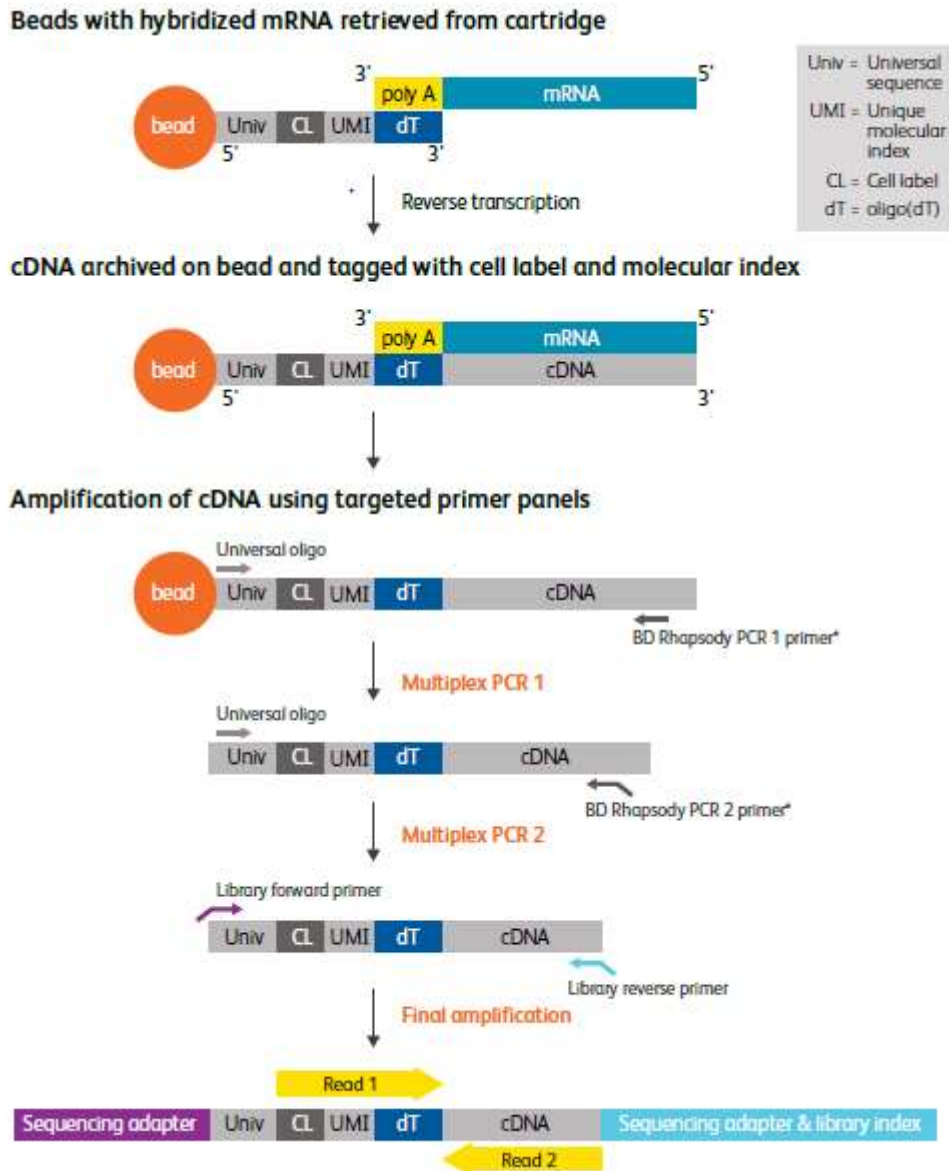 Beads with hybridized mRNA retrieved from cartridge
Univ = Universal
sequence
UMI = Unique
molecular
index
CL = Cell label
dT = oligo(dT)
3'
5'
poly A
mRNA
bead
Univ
CL
UMI
dT
5'
3'
Reverse transcription
cDNA archived on bead and tagged with cell label and molecular index
3'
5'
poly A
mRNA
bead
Univ
CL
UMI
dT
cDNA
5'
3'
Amplification of cDNA using targeted primer panels
Universal oligo
bead
Univ
CL
UMI
dT
cDNA
BD Rhapsody PCR 1 primer*
Multiplex PCR 1
Universal oligo
Univ
CL
UMI
dT
cDNA
BD Rhapsody PCR 2 primer*
Multiplex PCR 2
Library forward primer
Univ
CL
UMI
dT
cDNA
Library reverse primer
Final amplification
Read 1
Sequencing adapter
Univ
CL
UMI
dT
cDNA
Sequencing adapter & library index
Read 2